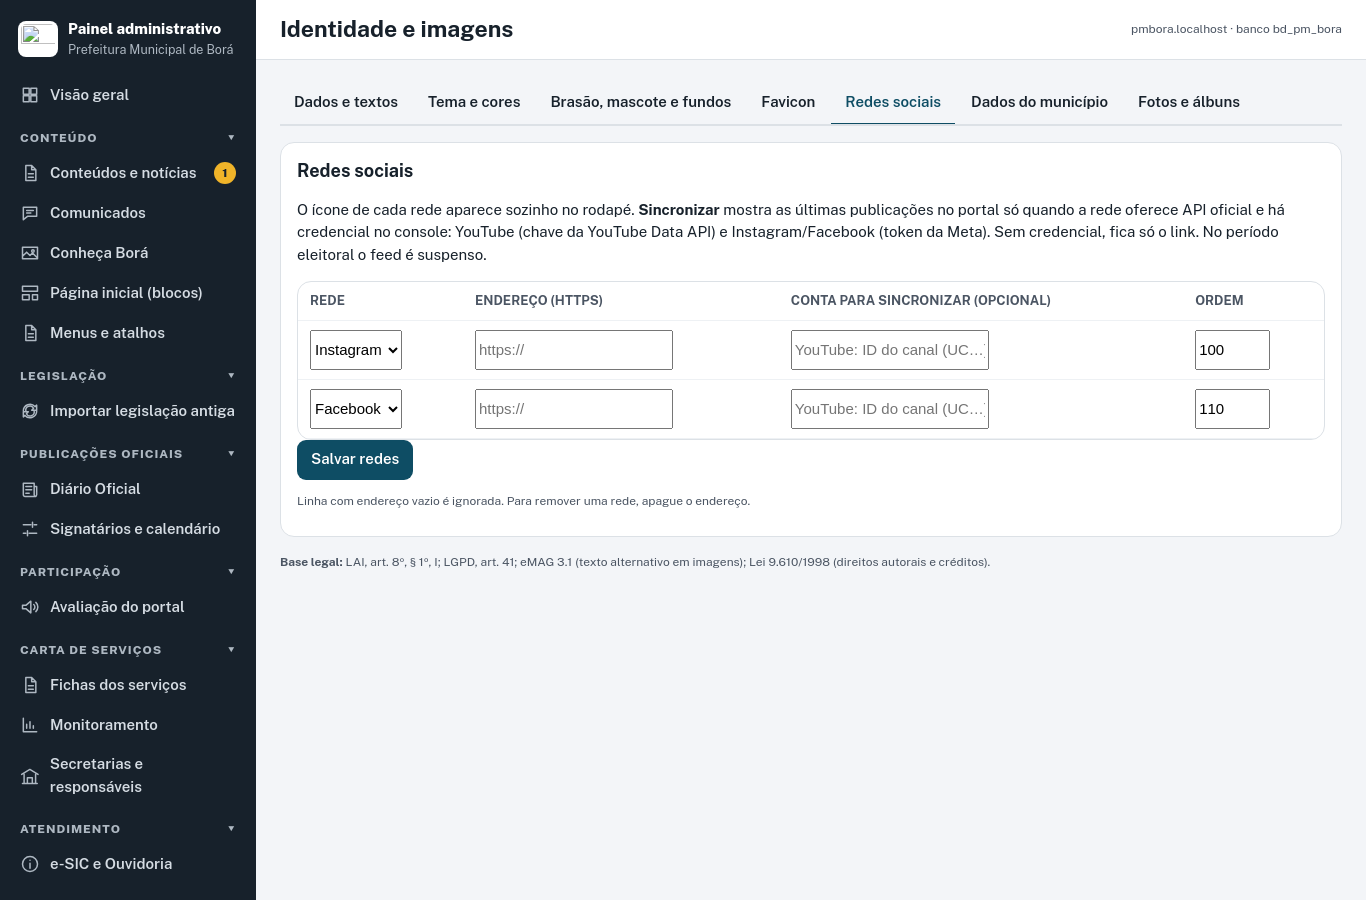 Painel administrativo
Prefeitura Municipal de Borá
Visão geral
CONTEÚDO
Conteúdos e notícias 1
Comunicados
Conheça Borá
Página inicial (blocos)
Menus e atalhos
LEGISLAÇÃO
Importar legislação antiga
PUBLICAÇÕES OFICIAIS
Diário Oficial
Signatários e calendário
PARTICIPAÇÃO
Avaliação do portal
CARTA DE SERVIÇOS
Fichas dos serviços
Monitoramento
Secretarias e
responsáveis
ATENDIMENTO
e-SIC e Ouvidoria
Identidade e imagens
pmbora.localhost · banco bd_pm_bora
Dados e textos Tema e cores Brasão, mascote e fundos Favicon Redes sociais Dados do município Fotos e álbuns
Redes sociais
O ícone de cada rede aparece sozinho no rodapé. Sincronizar mostra as últimas publicações no portal só quando a rede oferece API oficial e há
credencial no console: YouTube (chave da YouTube Data API) e Instagram/Facebook (token da Meta). Sem credencial, fica só o link. No período
eleitoral o feed é suspenso.
REDE ENDEREÇO (HTTPS) CONTA PARA SINCRONIZAR (OPCIONAL) ORDEM
Instagram https:// YouTube: ID do canal (UC…) 100
Facebook https:// YouTube: ID do canal (UC…) 110
Salvar redes
Linha com endereço vazio é ignorada. Para remover uma rede, apague o endereço.
Base legal: LAI, art. 8º, § 1º, I; LGPD, art. 41; eMAG 3.1 (texto alternativo em imagens); Lei 9.610/1998 (direitos autorais e créditos).